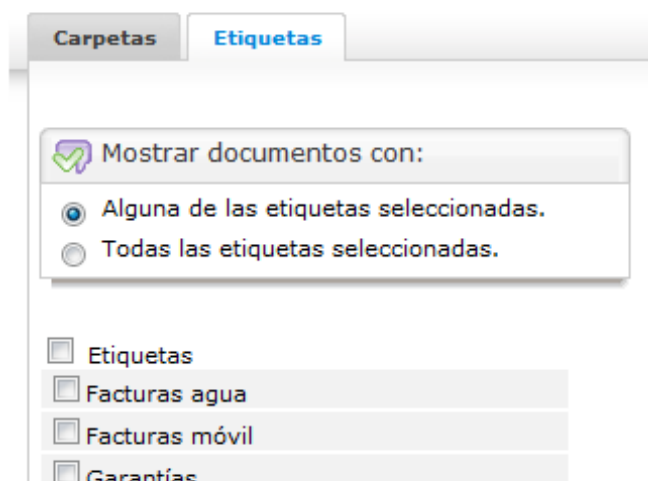 Carpetas Etiquetas
Mostrar documentos con:
Alguna de las etiquetas seleccionadas.
Todas las etiquetas seleccionadas.
Etiquetas
Facturas agua
Facturas móvil
Garantías